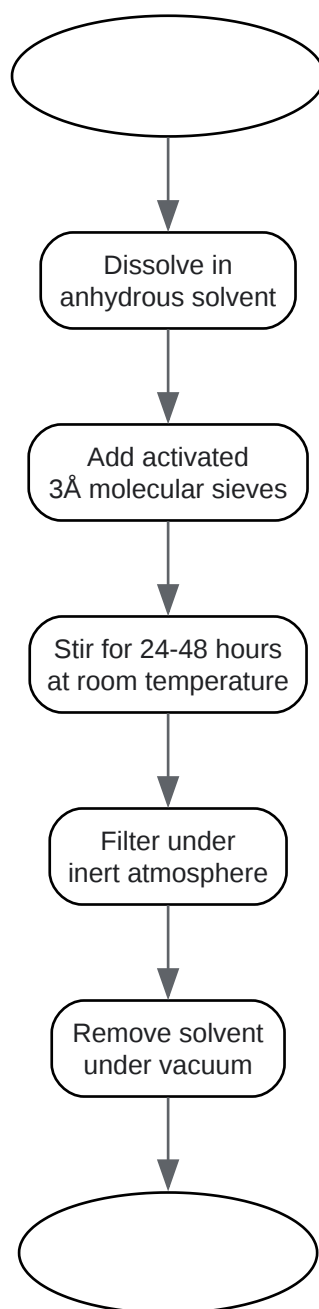 Dissolve in
anhydrous solvent
Add activated
3Å molecular sieves
Stir for 24-48 hours
at room temperature
Filter under
inert atmosphere
Remove solvent
under vacuum